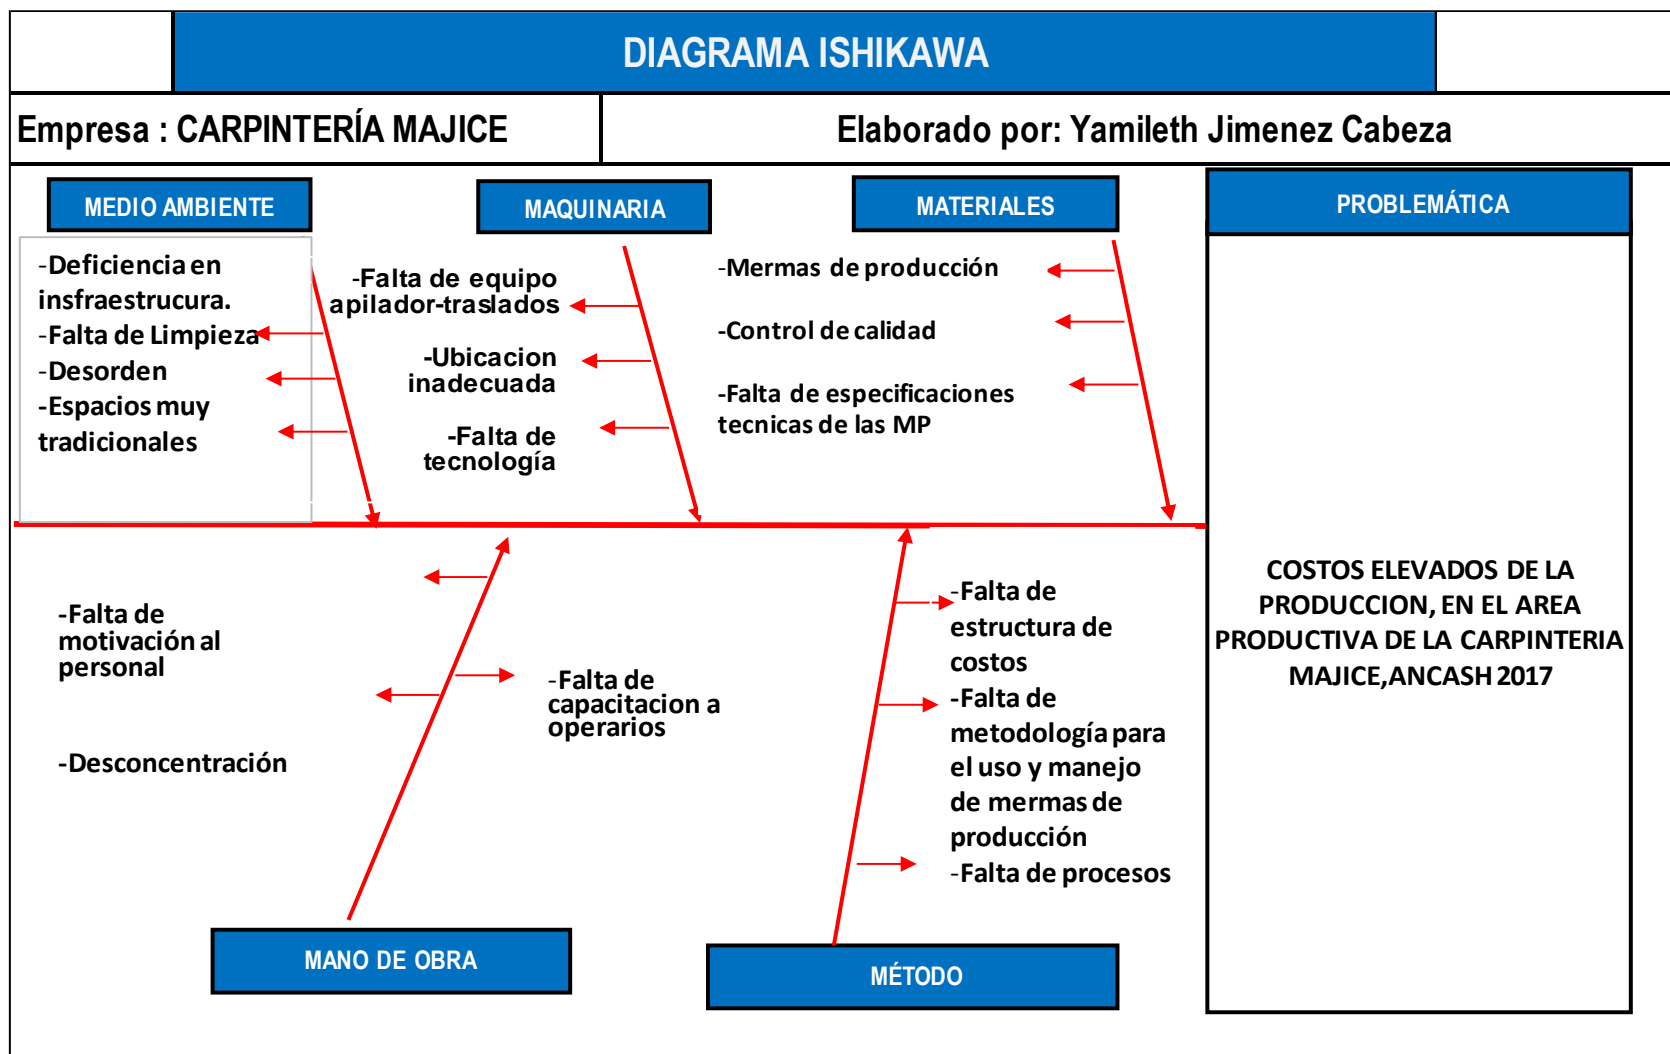 DIAGRAMA ISHIKAWA
Empresa : CARPINTERÍA MAJICE
Elaborado por: Yamileth Jimenez Cabeza
MEDIO AMBIENTE
-Deficiencia en
insfraestrucura.
-Falta de Limpieza
-Desorden
-Espacios muy
tradicionales
MAQUINARIA
-Falta de equipo
apilador-traslados
-Ubicacion
inadecuada
-Falta de
tecnología
MATERIALES
-Mermas de producción
-Control de calidad
-Falta de especificaciones
tecnicas de las MP
PROBLEMÁTICA
COSTOS ELEVADOS DE LA
PRODUCCION, EN EL AREA
PRODUCTIVA DE LA CARPINTERIA
MAJICE,ANCASH 2017
-Falta de
motivación al
personal
-Desconcentración
-Falta de
capacitacion a
operarios
MANO DE OBRA
-Falta de
estructura de
costos
-Falta de
metodología para
el uso y manejo
de mermas de
producción
-Falta de procesos
MÉTODO